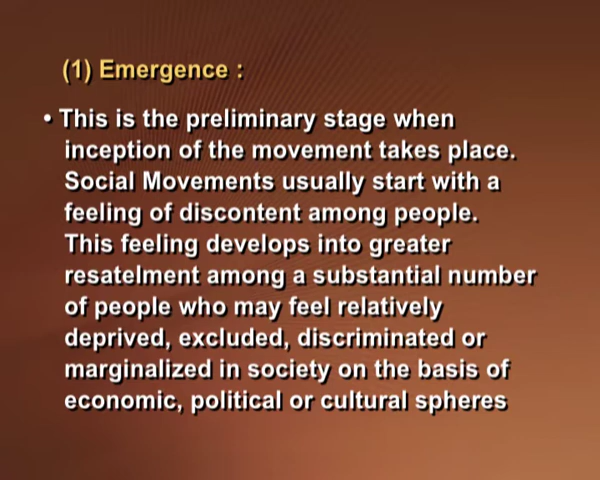 (1) Emergence :
• This is the preliminary stage when
inception of the movement takes place.
Social Movements usually start with a
feeling of discontent among people.
This feeling develops into greater
resatelment among a substantial number
of people who may feel relatively
deprived, excluded, discriminated or
marginalized in society on the basis of
economic, political or cultural spheres